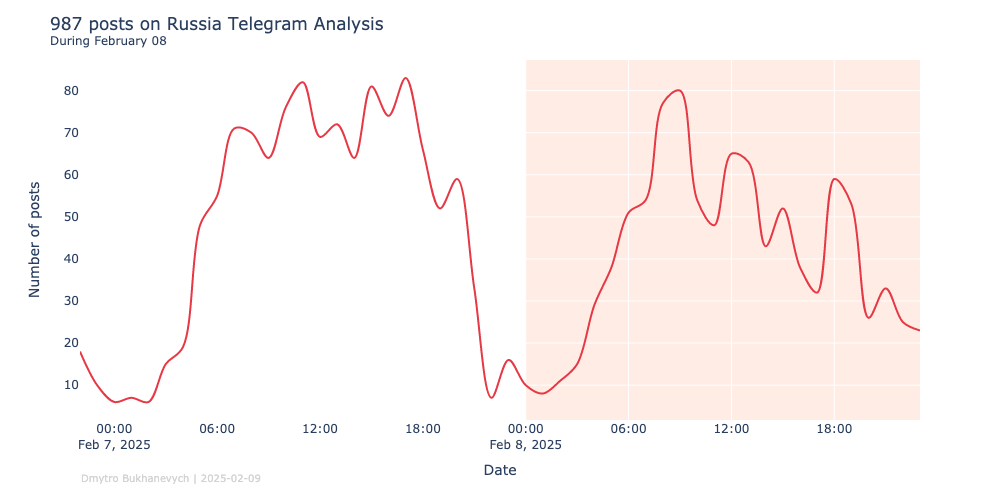 987 posts on Russia Telegram Analysis
During February 08
80
70
60
50
40
30
20
10
Number of posts
00:00 06:00 12:00 18:00 00:00 06:00 12:00 18:00
Feb 7, 2025 Feb 8, 2025
Date
Dmytro Bukhanevych | 2025-02-09